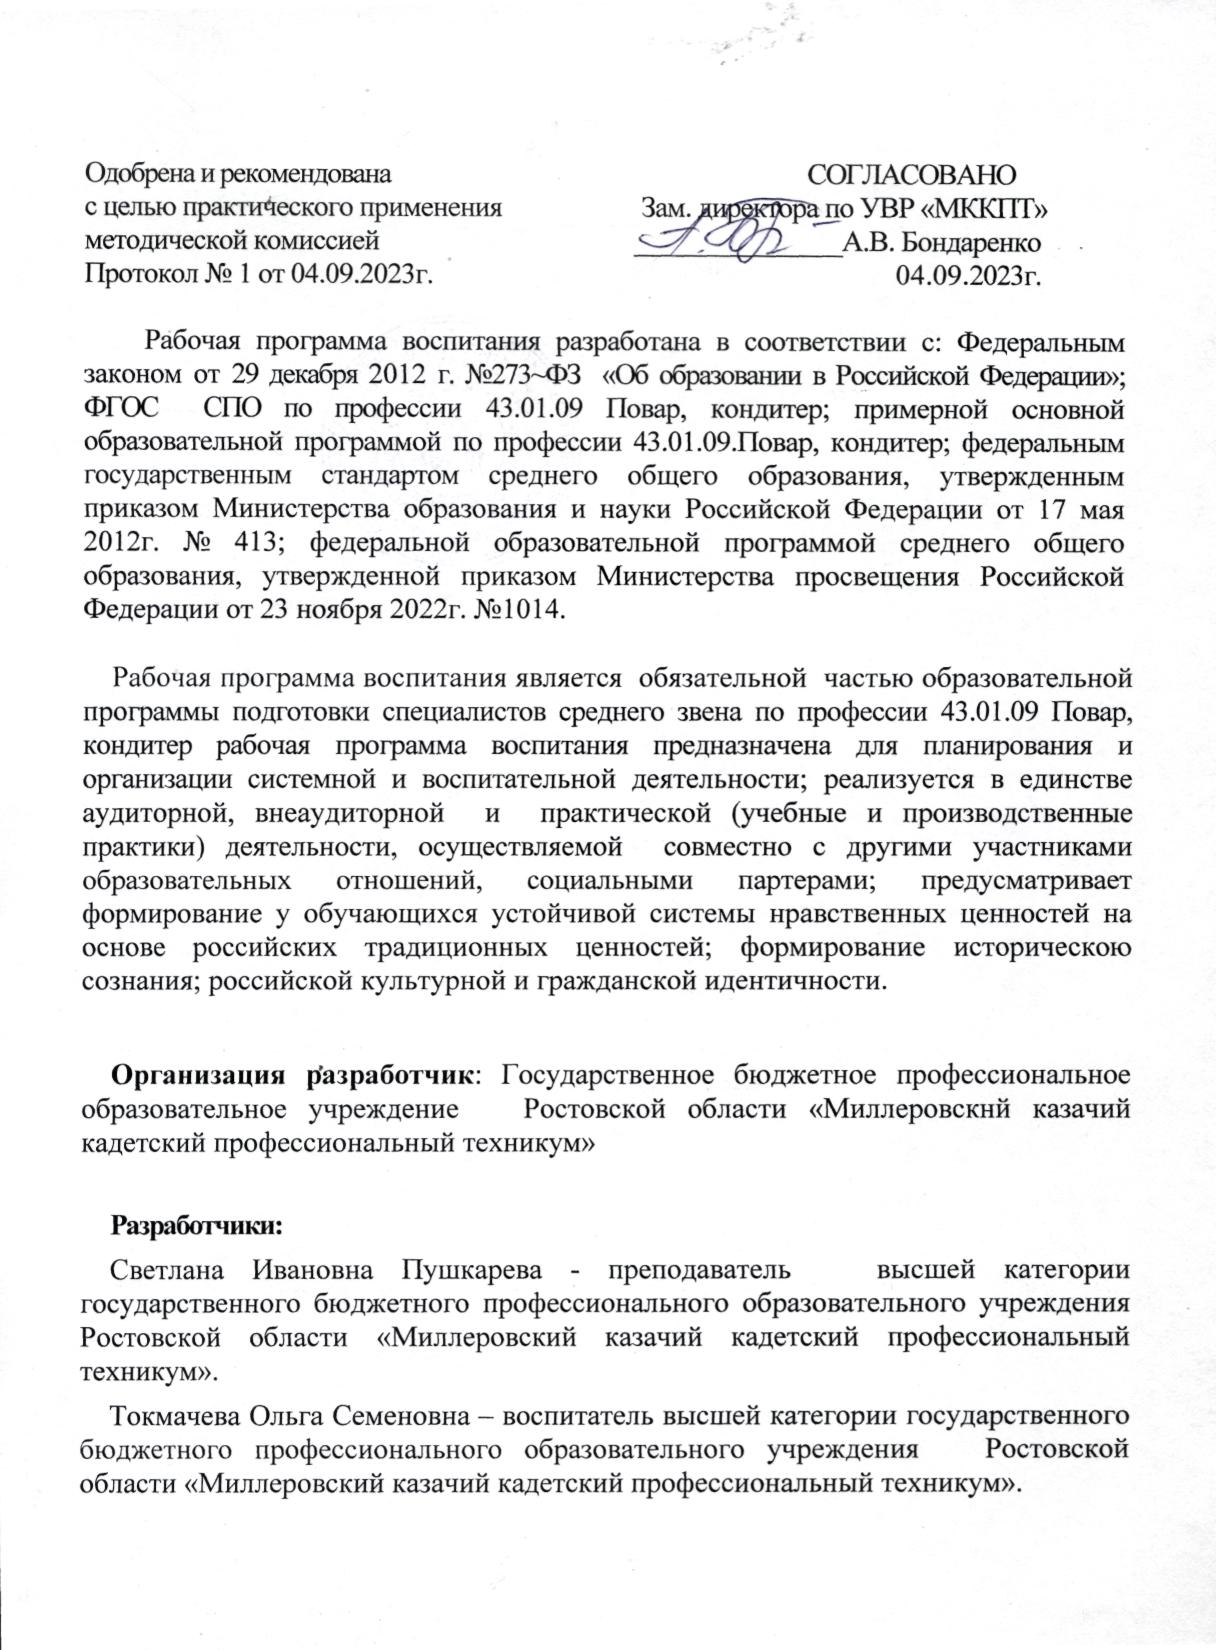 Одобрена и рекомендована
с целью практического применения
методической комиссией
Протокол № 1 от 04.09.2023г.
СОГЛАСОВАНО
Зам. директора по УВР «МККПТ»
_______________А.В. Бондаренко
04.09.2023г.
Рабочая программа воспитания разработана в соответствии с: Федеральным
законом от 29 декабря 2012 г. №273~ФЗ «Об образовании в Российской Федерации»;
ФГОС СПО по профессии 43.01.09 Повар, кондитер; примерной основной
образовательной программой по профессии 43.01.09.Повар, кондитер; федеральным
государственным стандартом среднего общего образования, утвержденным
приказом Министерства образования и науки Российской Федерации от 17 мая
2012г. № 413; федеральной образовательной программой среднего общего
образования, утвержденной приказом Министерства просвещения Российской
Федерации от 23 ноября 2022г. №1014.
Рабочая программа воспитания является обязательной частью образовательной
программы подготовки специалистов среднего звена по профессии 43.01.09 Повар,
кондитер рабочая программа воспитания предназначена для планирования и
организации системной и воспитательной деятельности; реализуется в единстве
аудиторной, внеаудиторной и практической (учебные и производственные
практики) деятельности, осуществляемой совместно с другими участниками
образовательных отношений, социальными партерами; предусматривает
формирование у обучающихся устойчивой системы нравственных ценностей на
основе российских традиционных ценностей; формирование историческою
сознания; российской культурной и гражданской идентичности.
Организация разработчик: Государственное бюджетное профессиональное
образовательное учреждение Ростовской области «Миллеровскнй казачий
кадетский профессиональный техникум»
Разработчики:
Светлана Ивановна Пушкарева - преподаватель высшей категории
государственного бюджетного профессионального образовательного учреждения
Ростовской области «Миллеровский казачий кадетский профессиональный
техникум».
Токмачева Ольга Семеновна – воспитатель высшей категории государственного
бюджетного профессионального образовательного учреждения Ростовской
области «Миллеровский казачий кадетский профессиональный техникум».